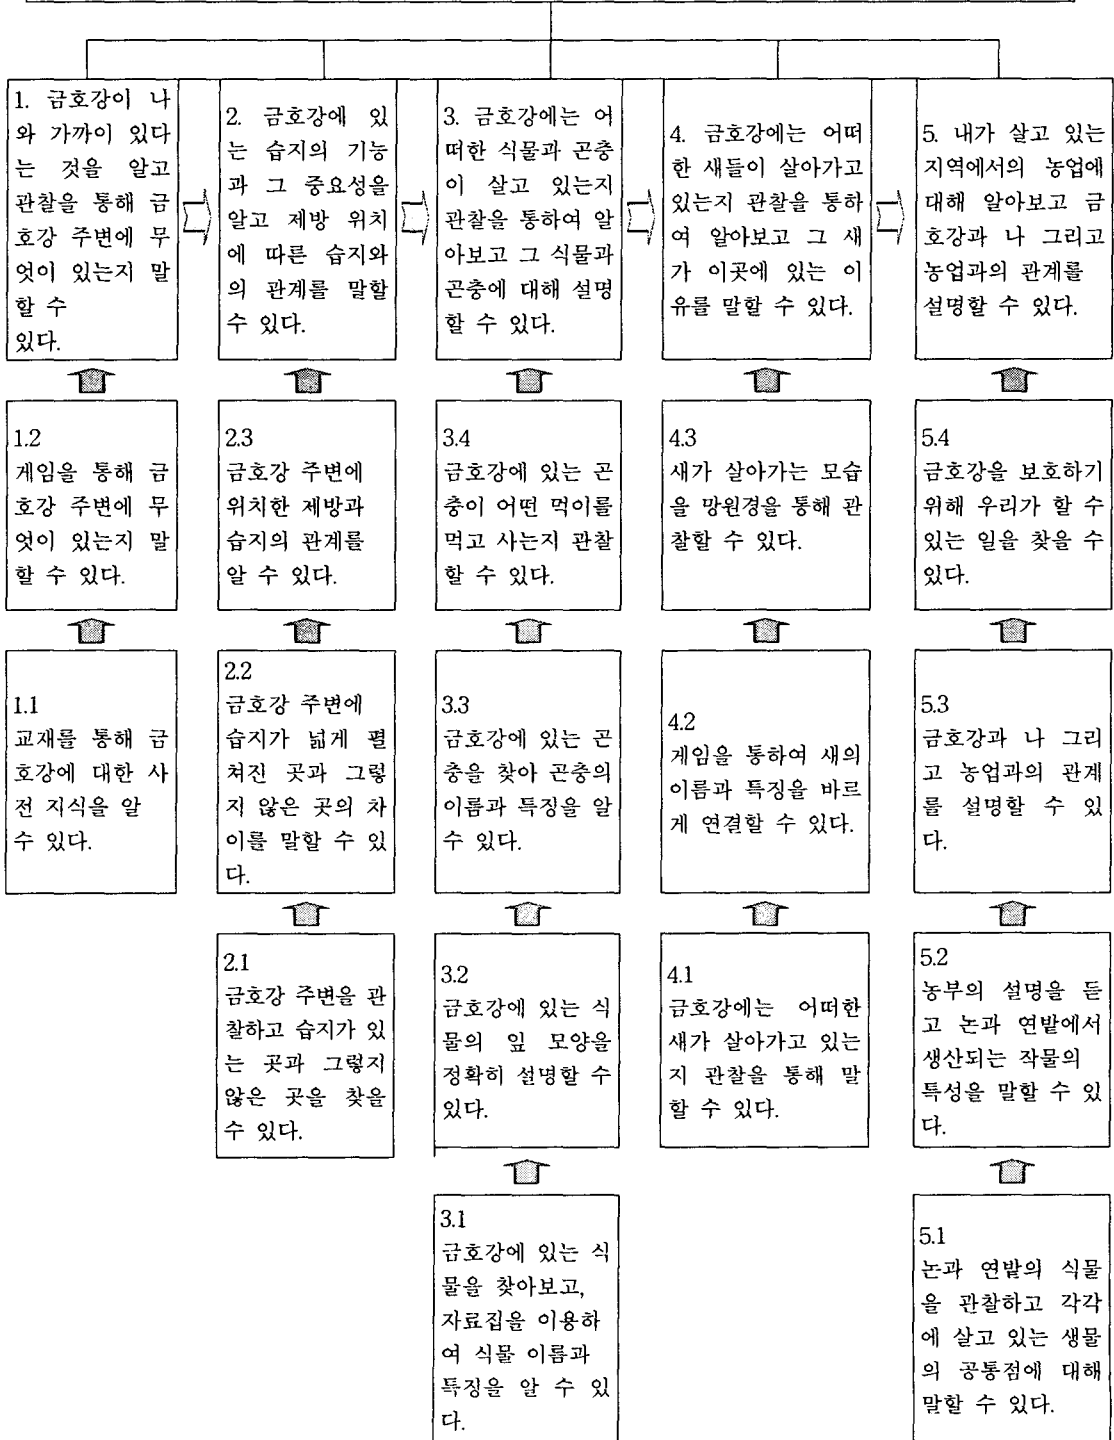 1. 금호강이 나
와 가까이 있다
는 것을 알고
관찰을 통해 금
호강 주변에 무
엇이 있는지 말
할 수
있다.
2. 금호강에 있
는 습지의 기능
과 그 중요성을
알고 제방 위치
에 따른 습지와
의 관계를 말할
수 있다.
3. 금호강에는 어
떠한 식물과 곤충
이 살고 있는지
관찰을 통하여 알
아보고 그 식물과
곤충에 대해 설명
할 수 있다.
4. 금호강에는 어떠
한 새들이 살아가고
있는지 관찰을 통하
여 알아보고 그 새
가 이곳에 있는 이
유를 말할 수 있다.
5. 내가 살고 있는
지역에서의 농업에
대해 알아보고 금
호강과 나 그리고
농업과의 관계를
설명할 수 있다.
1.2
게임을 통해 금
호강 주변에 무
엇이 있는지 말
할 수 있다.
2.3
금호강 주변에
위치한 제방과
습지의 관계를
알 수 있다.
3.4
금호강에 있는 곤
충이 어떤 먹이를
먹고 사는지 관찰
할 수 있다.
4.3
새가 살아가는 모습
을 망원경을 통해 관
찰할 수 있다.
5.4
금호강을 보호하기
위해 우리가 할 수
있는 일을 찾을 수
있다.
1.1
교재를 통해 금
호강에 대한 사
전 지식을 알
수 있다.
2.2
금호강 주변에
습지가 넓게 펼
쳐진 곳과 그렇
지 않은 곳의 차
이를 말할 수 있
다.
3.3
금호강에 있는 곤
충을 찾아 곤충의
이름과 특징을 알
수 있다.
4.2
게임을 통하여 새의
이름과 특징을 바르
게 연결할 수 있다.
5.3
금호강과 나 그리
고 농업과의 관계
를 설명할 수 있
다.
2.1
금호강 주변을 관
찰하고 습지가 있
는 곳과 그렇지
않은 곳을 찾을
수 있다.
3.2
금호강에 있는 식
물의 잎 모양을
정확히 설명할 수
있다.
4.1
금호강에는 어떠한
새가 살아가고 있는
지 관찰을 통해 말
할 수 있다.
5.2
농부의 설명을 듣
고 논과 연밭에서
생산되는 작물의
특성을 말할 수 있
다.
3.1
금호강에 있는 식
물을 찾아보고,
자료집을 이용하
여 식물 이름과
특징을 알 수 있
다.
5.1
논과 연밭의 식물
을 관찰하고 각각
에 살고 있는 생물
의 공통점에 대해
말할 수 있다.